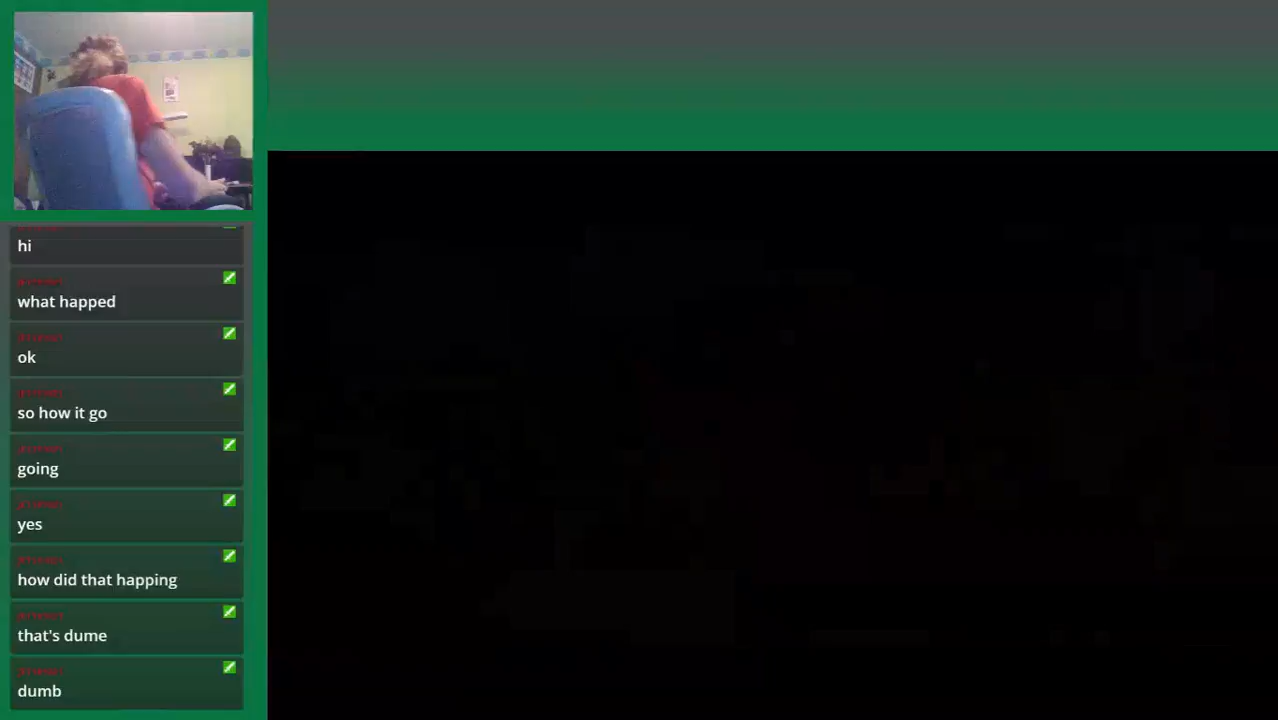 hi
what happed
ok
so how it go
going
yes
how did that happing
that's dume
dumb